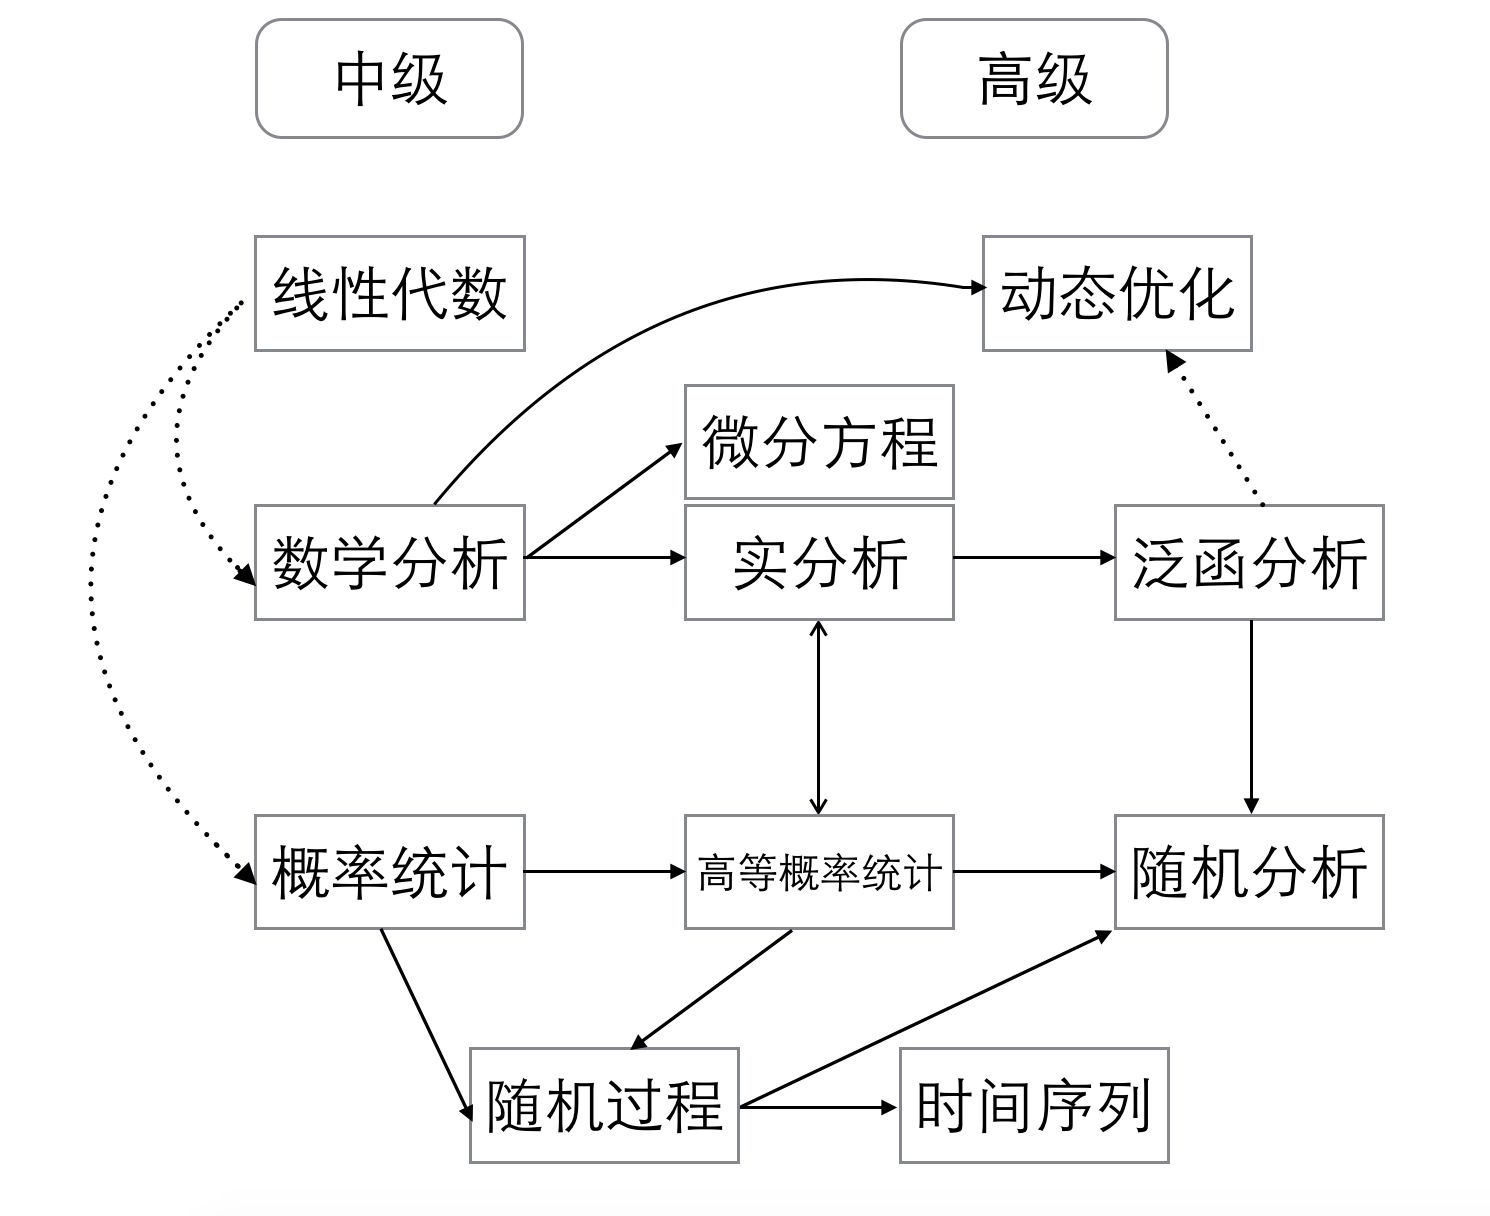 中级
高级
线性代数
动态优化
微分方程
数学分析
实分析
泛函分析
概率统计
高等概率统计
随机分析
随机过程
时间序列